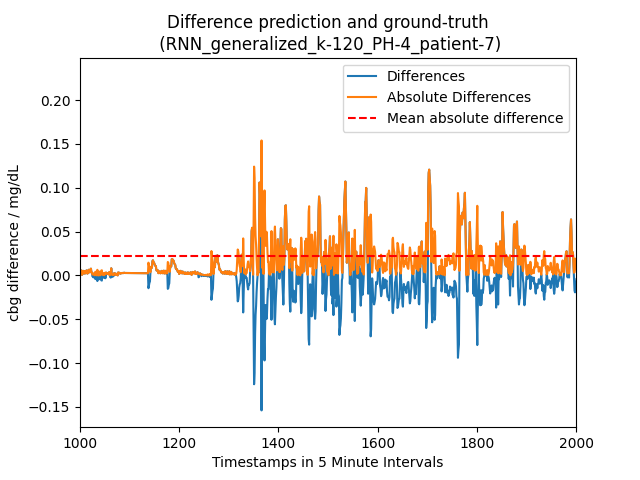 Difference prediction and ground-truth
(RNN_generalized_k-120_PH-4_patient-7)
Differences
Absolute Differences
Mean absolute difference
cbg difference / mg/dL
0.20
0.15
0.10
0.05
0.00
−0.05
−0.10
−0.15
1000
1200
1400
1600
1800
2000
Timestamps in 5 Minute Intervals